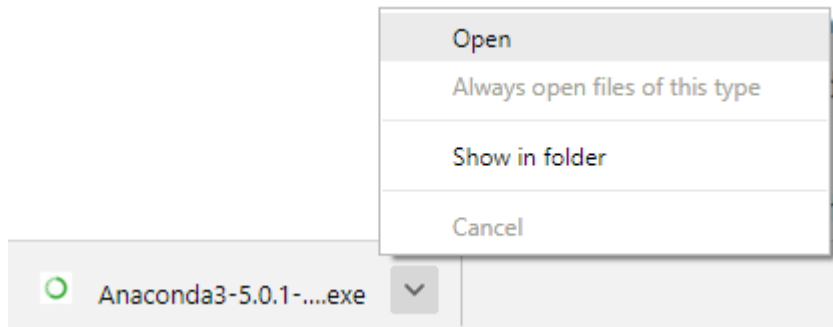 Open
Always open files of this type
Show in folder
Cancel
Anaconda3-5.0.1-....exe